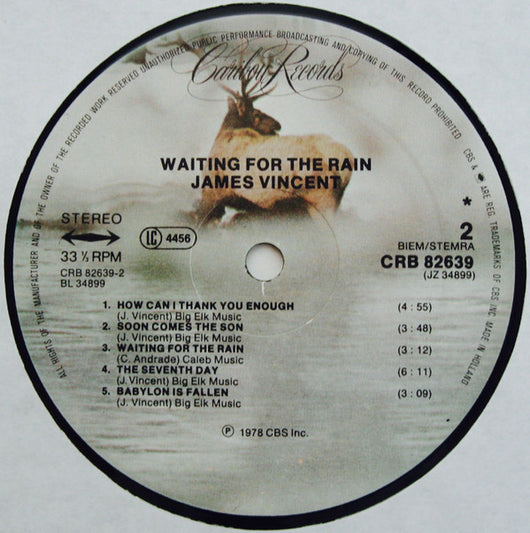 ALL RIGHTS OF THE MANUFACTURER AND OF THE OWNER OF THE RECORDED WORK RESERVED UNAUTHORIZED PUBLIC PERFORMANCE BROADCASTING AND COPYING OF THIS RECORD PROHIBITED CBS & ARE REG. TRADEMARKS OF CBS INC MADE IN HOLLAND
Caribou Records
WAITING FOR THE RAIN
JAMES VINCENT
STEREO
33 ⅓ RPM
CRB 82639-2
BL 34899
LC 4456
*
2
BIEM/STEMRA
CRB 82639
(JZ 34899)
1. HOW CAN I THANK YOU ENOUGH (4 : 55)
(J. Vincent) Big Elk Music
2. SOON COMES THE SON (3 : 48)
(J. Vincent) Big Elk Music
3. WAITING FOR THE RAIN (3 : 12)
(C. Andrade) Caleb Music
4. THE SEVENTH DAY (6 : 11)
(J. Vincent) Big Elk Music
5. BABYLON IS FALLEN (3 : 09)
(J. Vincent) Big Elk Music
℗ 1978 CBS Inc.